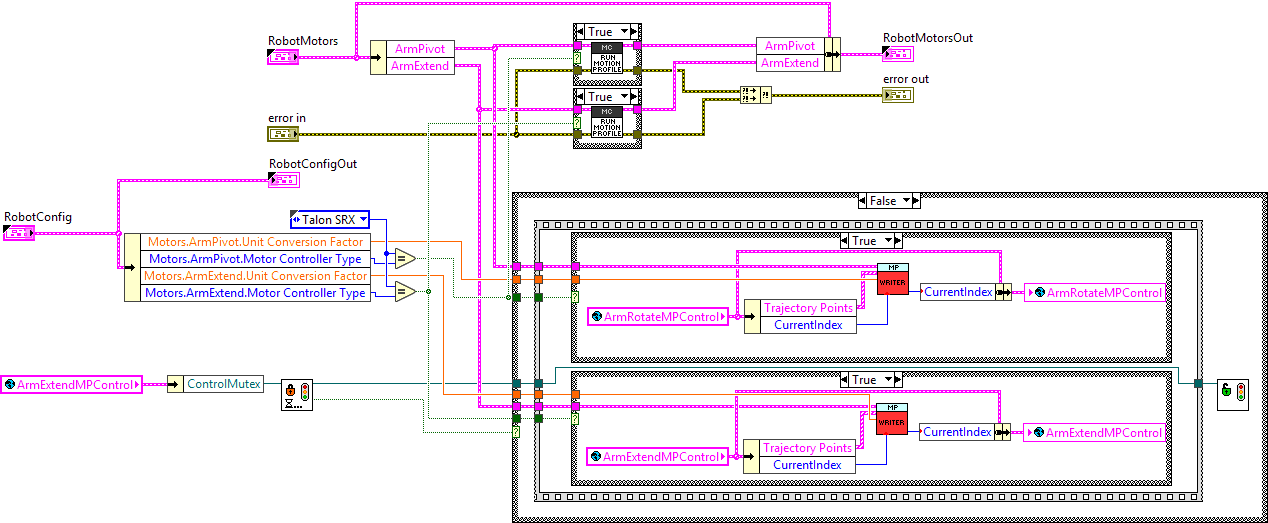 RobotMotors
ArmPivot
ArmExtend
True
MC
RUN
MOTION
PROFILE
True
MC
RUN
MOTION
PROFILE
ArmPivot
ArmExtend
RobotMotorsOut
error out
error in
RobotConfigOut
RobotConfig
Talon SRX
Motors.ArmPivot.Unit Conversion Factor
Motors.ArmPivot.Motor Controller Type
Motors.ArmExtend.Unit Conversion Factor
Motors.ArmExtend.Motor Controller Type
False
True
MP
WRITER
ArmRotateMPControl
Trajectory Points
CurrentIndex
CurrentIndex
ArmRotateMPControl
ArmExtendMPControl
ControlMutex
True
MP
WRITER
ArmExtendMPControl
Trajectory Points
CurrentIndex
CurrentIndex
ArmExtendMPControl